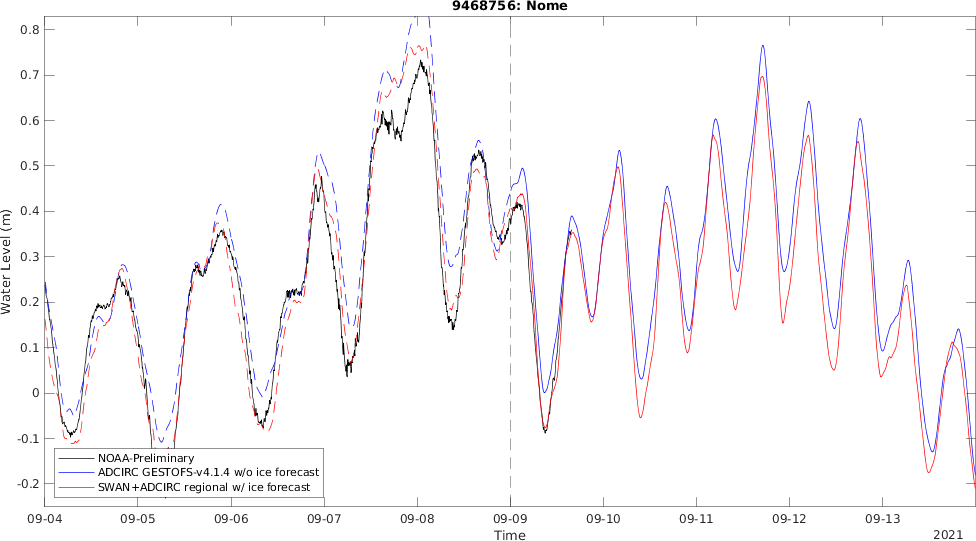 9468756: Nome
0.8
0.7
0.6
0.5
0.4
0.3
0.2
0.1
0
-0.1
-0.2
Water Level (m)
NOAA-Preliminary
ADCIRC GESTOFS-v4.1.4 w/o ice forecast
SWAN+ADCIRC regional w/ ice forecast
09-04 09-05 09-06 09-07 09-08 09-09 09-10 09-11 09-12 09-13
Time
2021